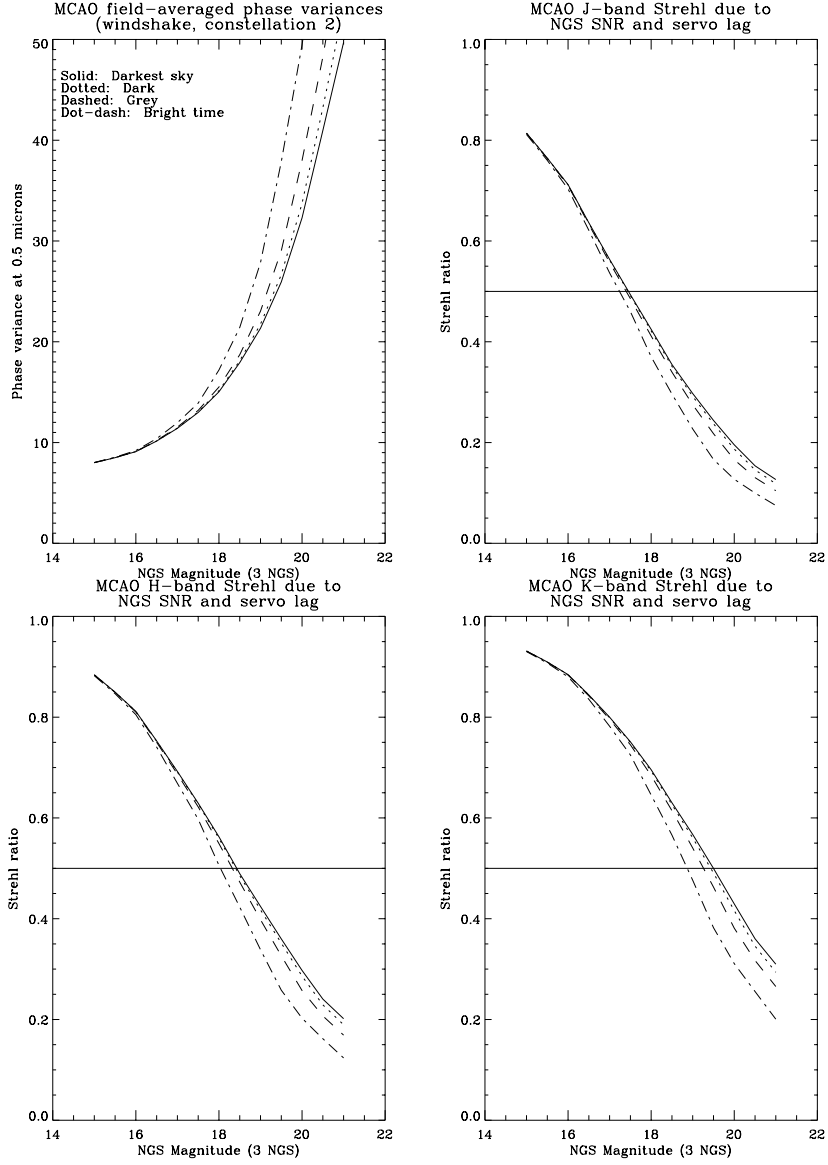 MCAO field-averaged phase variances
(windshake, constellation 2)
50
40
30
20
10
0
Phase variance at 0.5 microns
Solid: Darkest sky
Dotted: Dark
Dashed: Grey
Dot-dash: Bright time
14 16 18 20 22
NGS Magnitude (3 NGS)
MCAO J-band Strehl due to
NGS SNR and servo lag
1.0
0.8
0.6
0.4
0.2
0.0
Strehl ratio
14 16 18 20 22
NGS Magnitude (3 NGS)
MCAO H-band Strehl due to
NGS SNR and servo lag
1.0
0.8
0.6
0.4
0.2
0.0
Strehl ratio
14 16 18 20 22
NGS Magnitude (3 NGS)
MCAO K-band Strehl due to
NGS SNR and servo lag
1.0
0.8
0.6
0.4
0.2
0.0
Strehl ratio
14 16 18 20 22
NGS Magnitude (3 NGS)